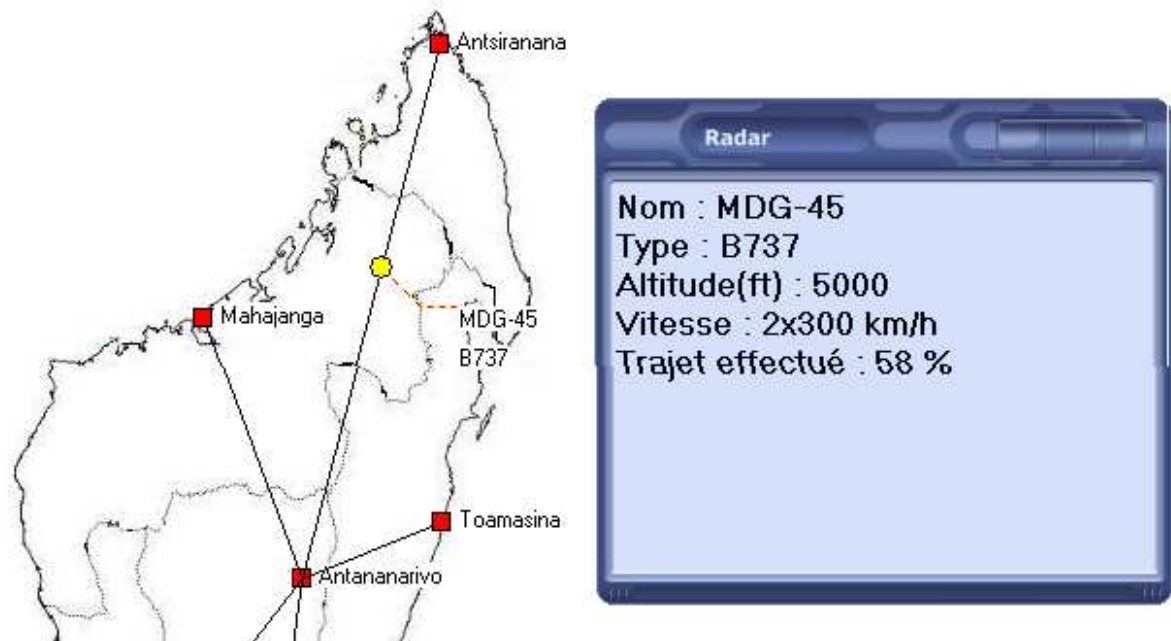 Antsiranana
Mahajanga
MDG-45
B737
Toamasina
Antananarivo
Radar
Nom : MDG-45
Type : B737
Altitude(ft) : 5000
Vitesse : 2x300 km/h
Trajet effectué : 58 %